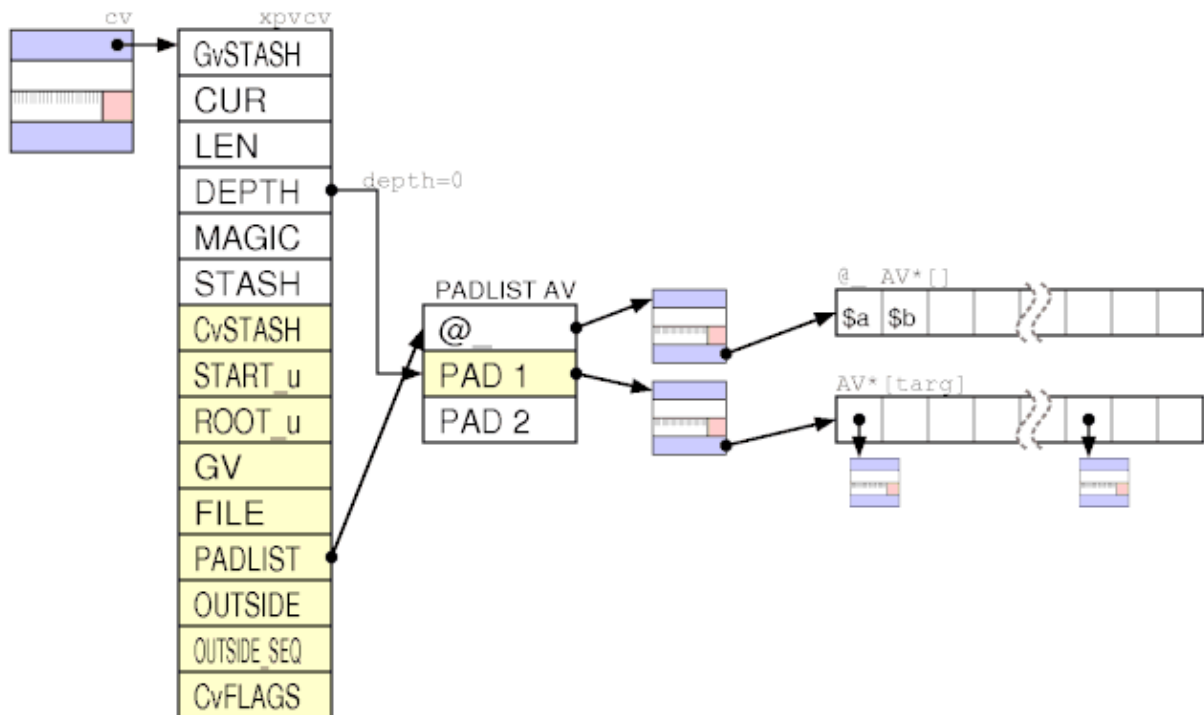 cv
xpvcv
GvSTASH
CUR
LEN
DEPTH
depth=0
MAGIC
STASH
CvSTASH
START_u
ROOT_u
GV
FILE
PADLIST
OUTSIDE
OUTSIDE_SEQ
CvFLAGS
PADLIST AV
@_
PAD 1
PAD 2
@_ AV*[]
$a $b
AV*[targ]